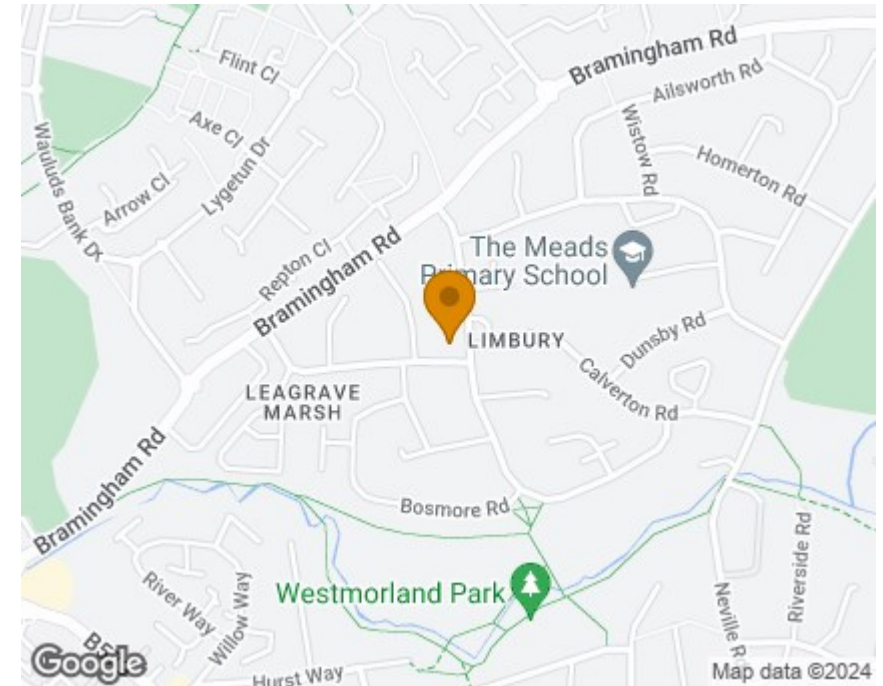 Flint Cl
Bramingham Rd
Ailsworth Rd
Axe Cl
Wistow Rd
Wauluds Bank Dr
Lygetun Dr
Homerton Rd
Arrow Cl
Repton Cl
Bramingham Rd
The Meads
Primary School
LIMBURY
Dunsby Rd
Calverton Rd
LEAGRAVE
MARSH
Bramingham Rd
Bosmore Rd
River Way
Willow Way
Westmorland Park
Neville Rd
Riverside Rd
Hurst Way
Google
Map data ©2024